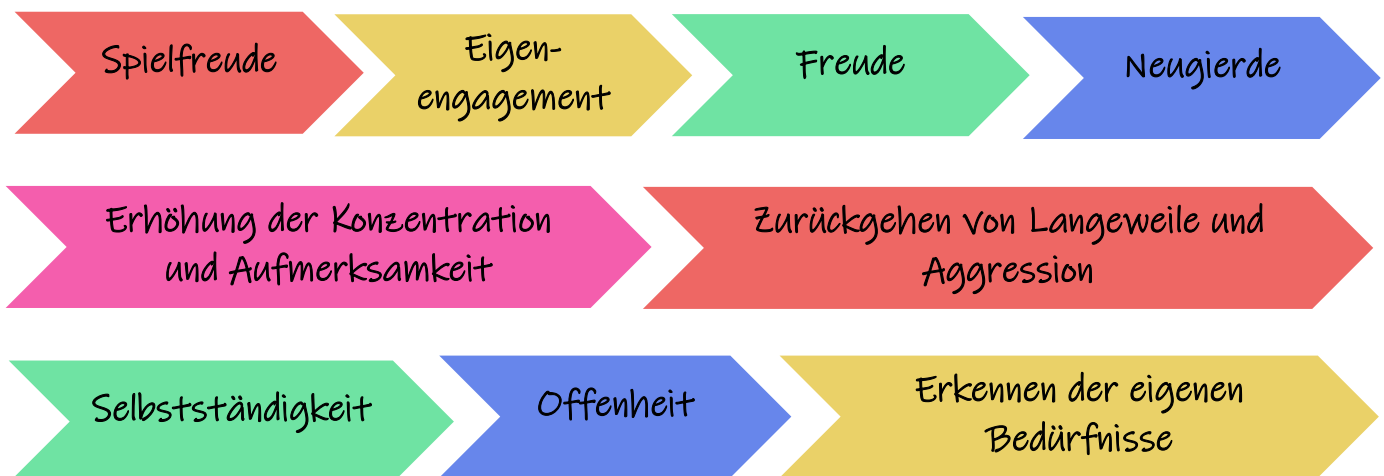 Spielfreude
Eigen-
engagement
Freude
Neugierde
Erhöhung der Konzentration
und Aufmerksamkeit
Zurückgehen von Langeweile und
Aggression
Selbstständigkeit
Offenheit
Erkennen der eigenen
Bedürfnisse